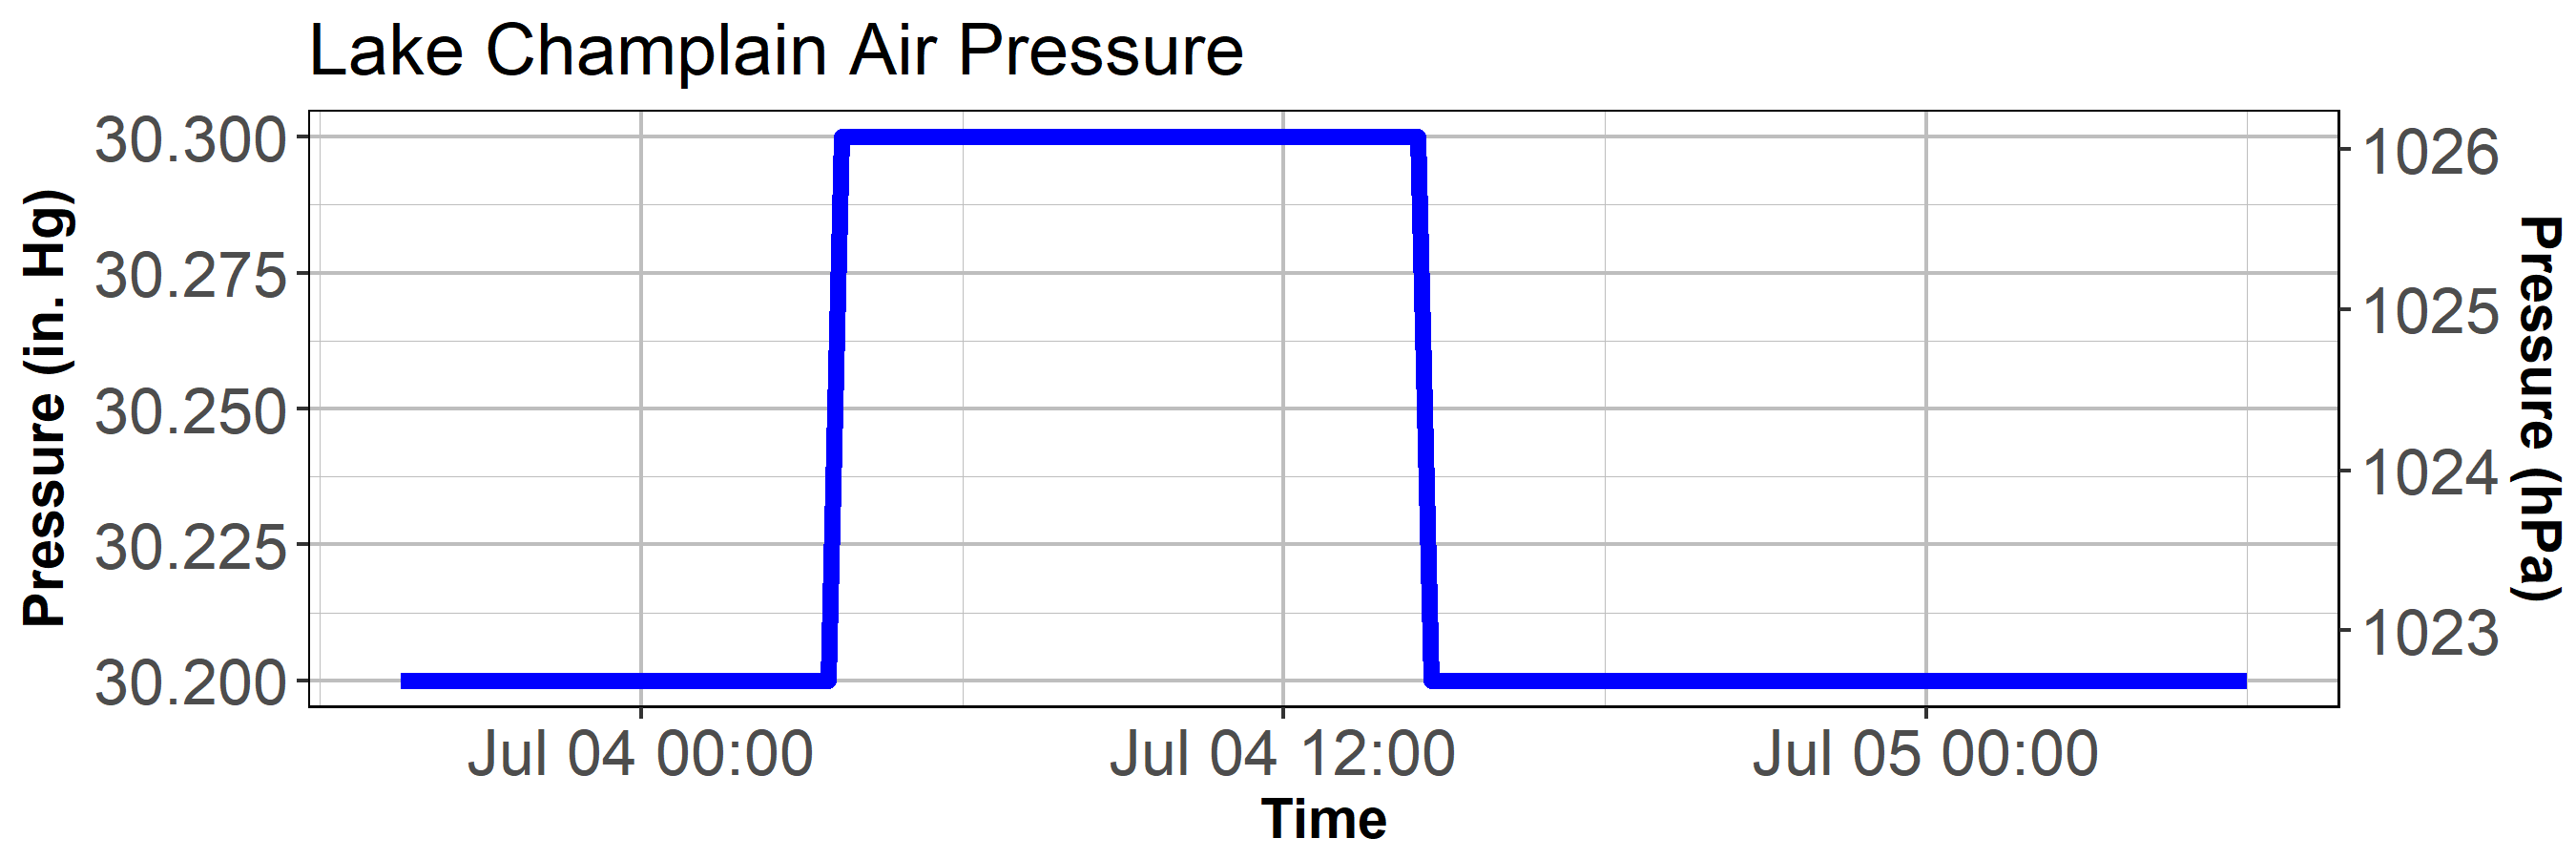 Lake Champlain Air Pressure
30.300
30.275
30.250
30.225
30.200
Pressure (in. Hg)
1026
1025
1024
1023
Pressure (hPa)
Jul 04 00:00
Jul 04 12:00
Jul 05 00:00
Time